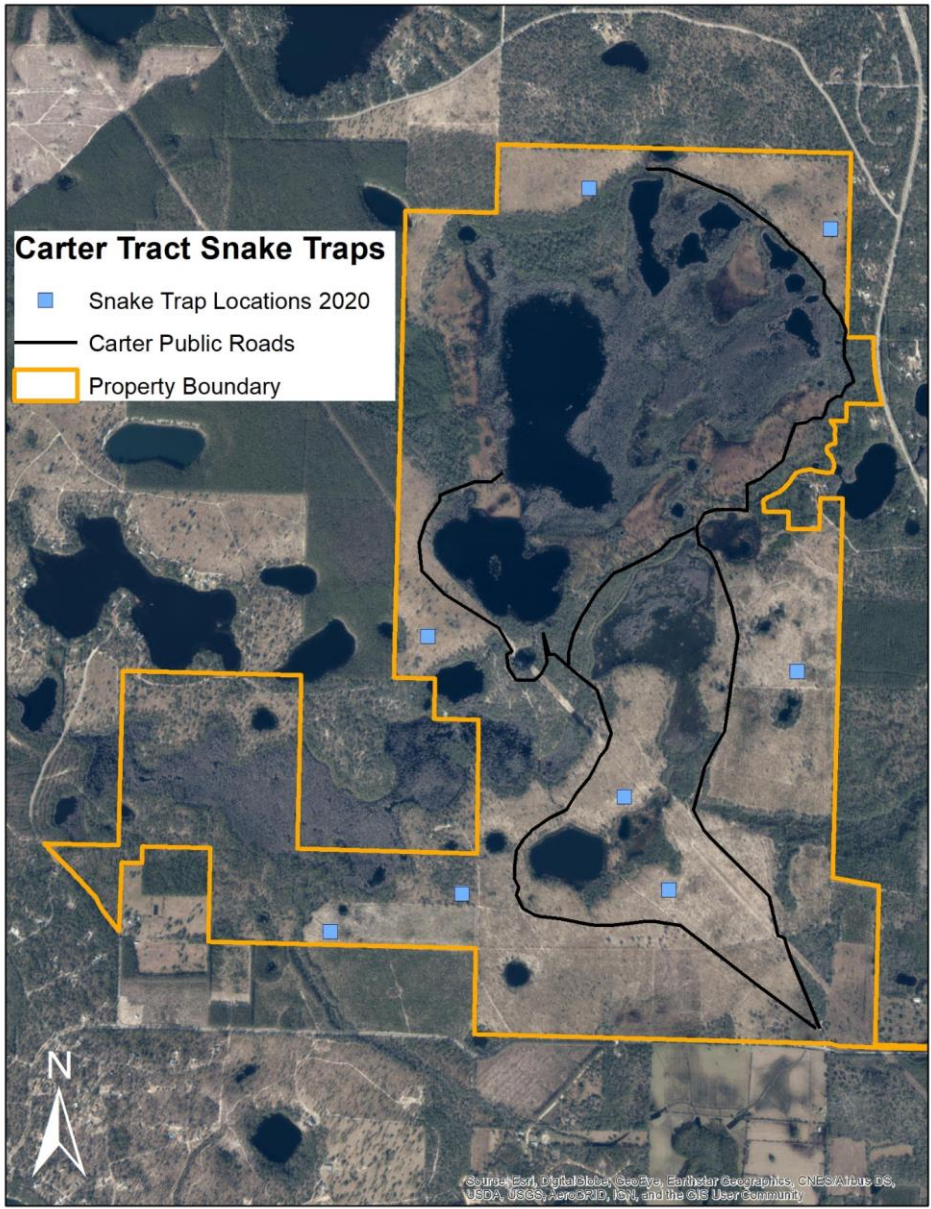 Carter Tract Snake Traps
Snake Trap Locations 2020
Carter Public Roads
Property Boundary
N
Source: Esri, DigitalGlobe, GeoEye, Earthstar Geographics, CNES/Airbus DS,
USDA, USGS, AeroGRID, IGN, and the GIS User Community